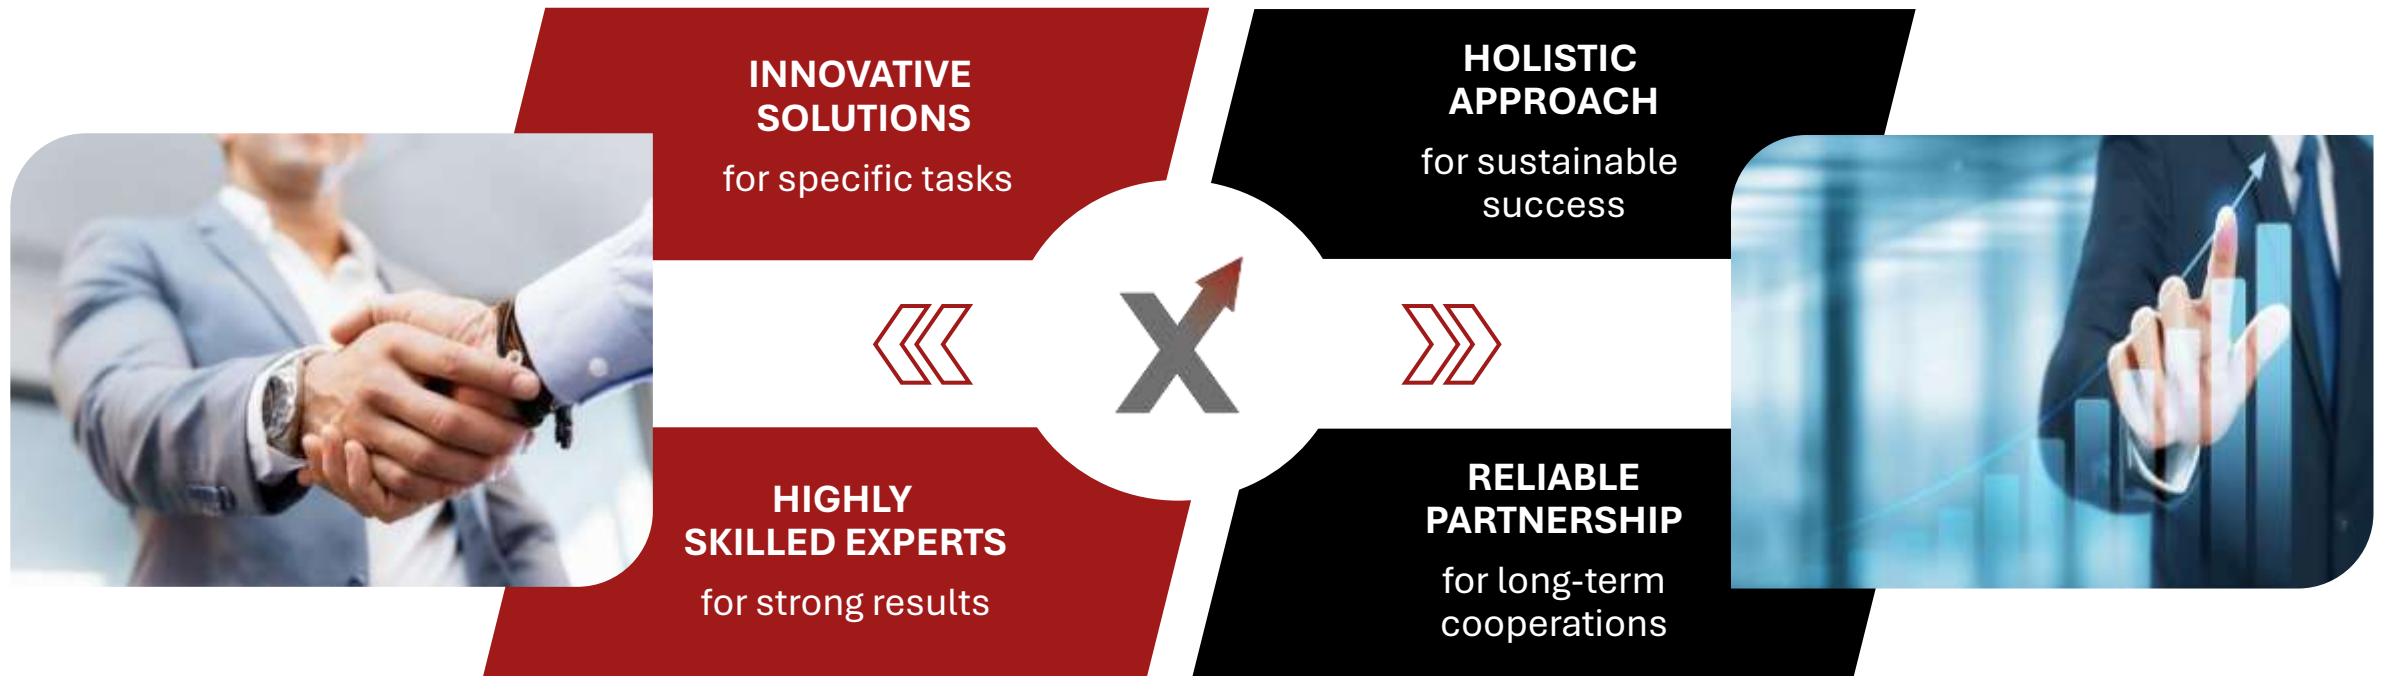 INNOVATIVE
SOLUTIONS
for specific tasks
HOLISTIC
APPROACH
for sustainable
success
X
HIGHLY
SKILLED EXPERTS
for strong results
RELIABLE
PARTNERSHIP
for long-term
cooperations